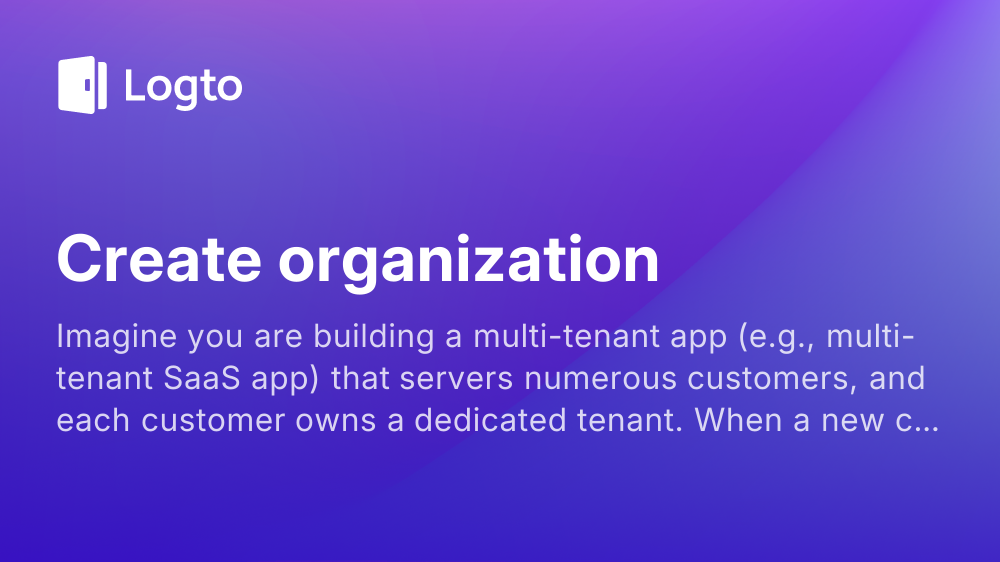 Logto
Create organization
Imagine you are building a multi-tenant app (e.g., multi-
tenant SaaS app) that servers numerous customers, and
each customer owns a dedicated tenant. When a new c...